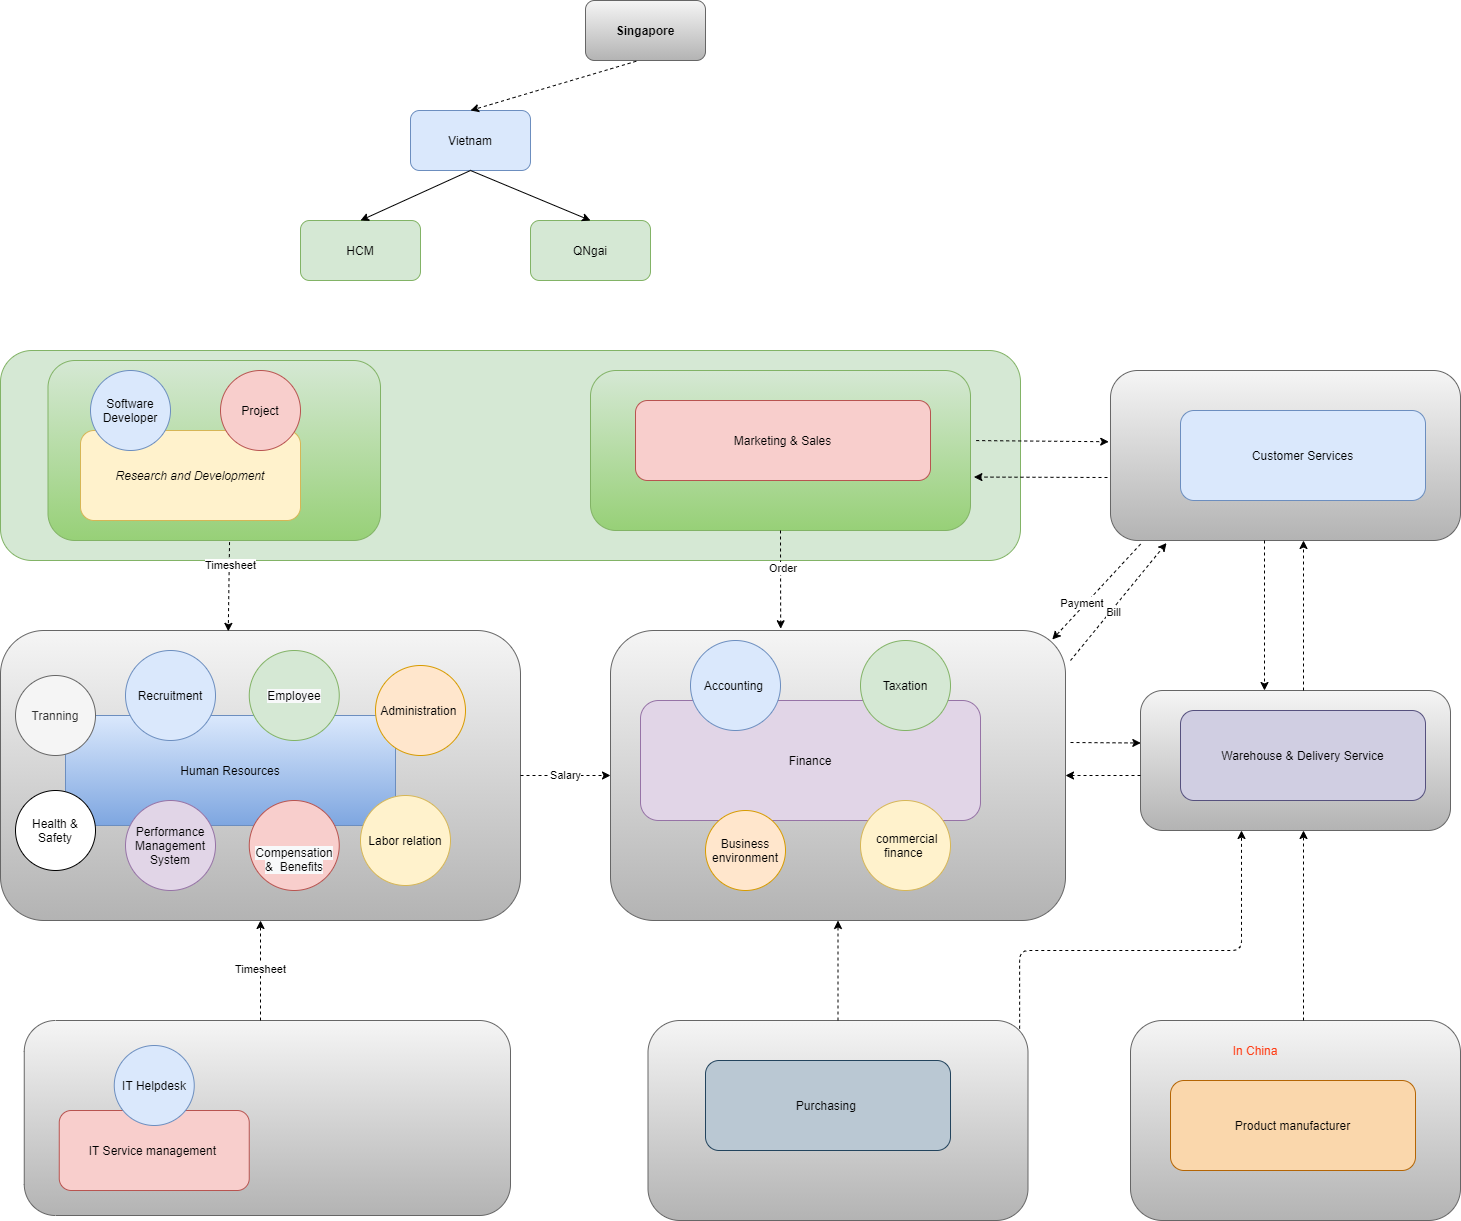 Singapore
Vietnam
HCM
QNgai
Software
Developer
Project
Research and Development
Marketing & Sales
Customer Services
Timesheet
Order
Payment
Bill
Tranning
Recruitment
Employee
Administration
Human Resources
Health &
Safety
Performance
Management
System
Compensation
& Benefits
Labor relation
Salary
Accounting
Taxation
Finance
Business
environment
commercial
finance
Warehouse & Delivery Service
Timesheet
IT Helpdesk
IT Service management
Purchasing
In China
Product manufacturer